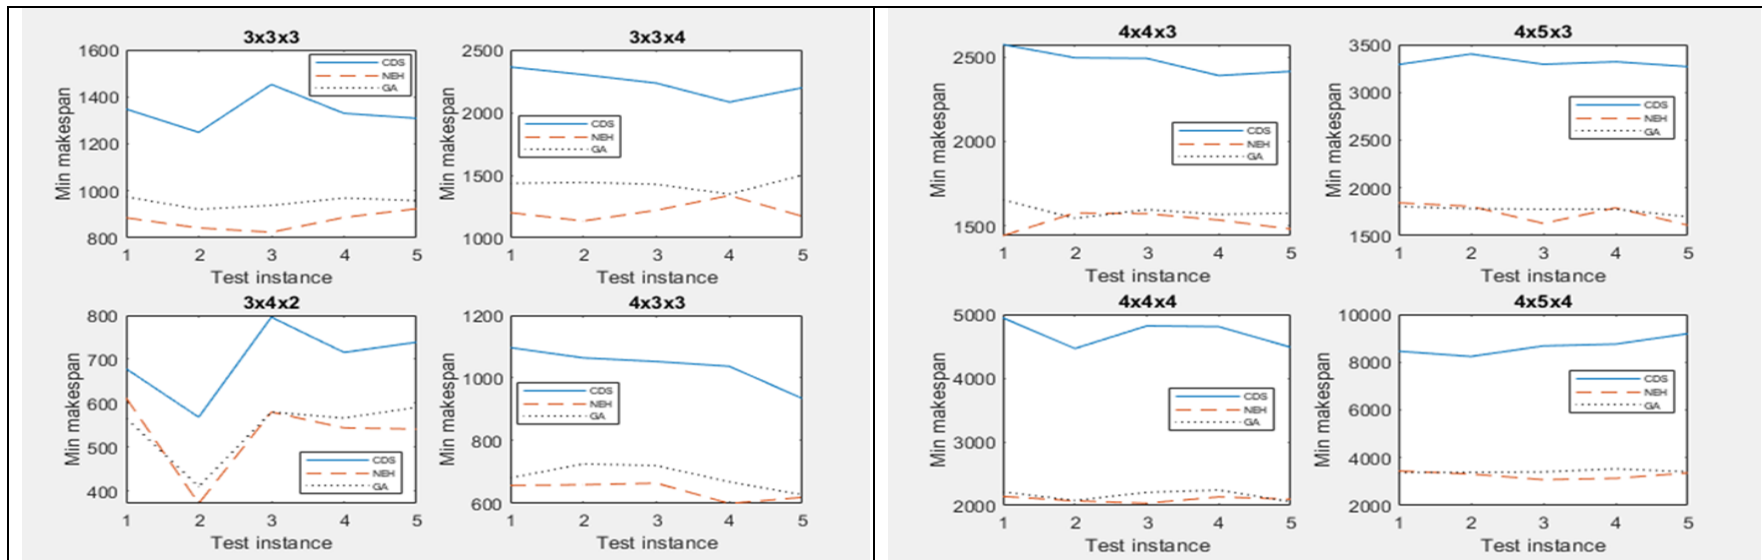 3x3x3
1600
1400
1200
1000
800
Min makespan
CDS
NEH
GA
1 2 3 4 5
Test instance
3x3x4
2500
2000
1500
1000
Min makespan
CDS
NEH
GA
1 2 3 4 5
Test instance
3x4x2
800
700
600
500
400
Min makespan
CDS
NEH
GA
1 2 3 4 5
Test instance
4x3x3
1200
1000
800
600
Min makespan
CDS
NEH
GA
1 2 3 4 5
Test instance
4x4x3
2500
2000
1500
Min makespan
CDS
NEH
GA
1 2 3 4 5
Test instance
4x5x3
3500
3000
2500
2000
1500
Min makespan
CDS
NEH
GA
1 2 3 4 5
Test instance
4x4x4
5000
4000
3000
2000
Min makespan
CDS
NEH
GA
1 2 3 4 5
Test instance
4x5x4
10000
8000
6000
4000
2000
Min makespan
CDS
NEH
GA
1 2 3 4 5
Test instance